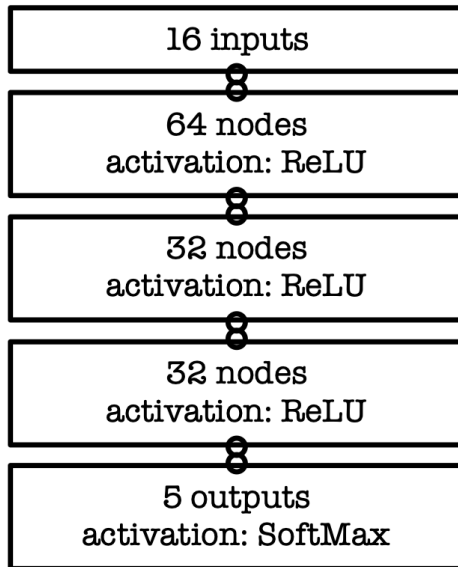 16 inputs
64 nodes
activation: ReLU
32 nodes
activation: ReLU
32 nodes
activation: ReLU
5 outputs
activation: SoftMax